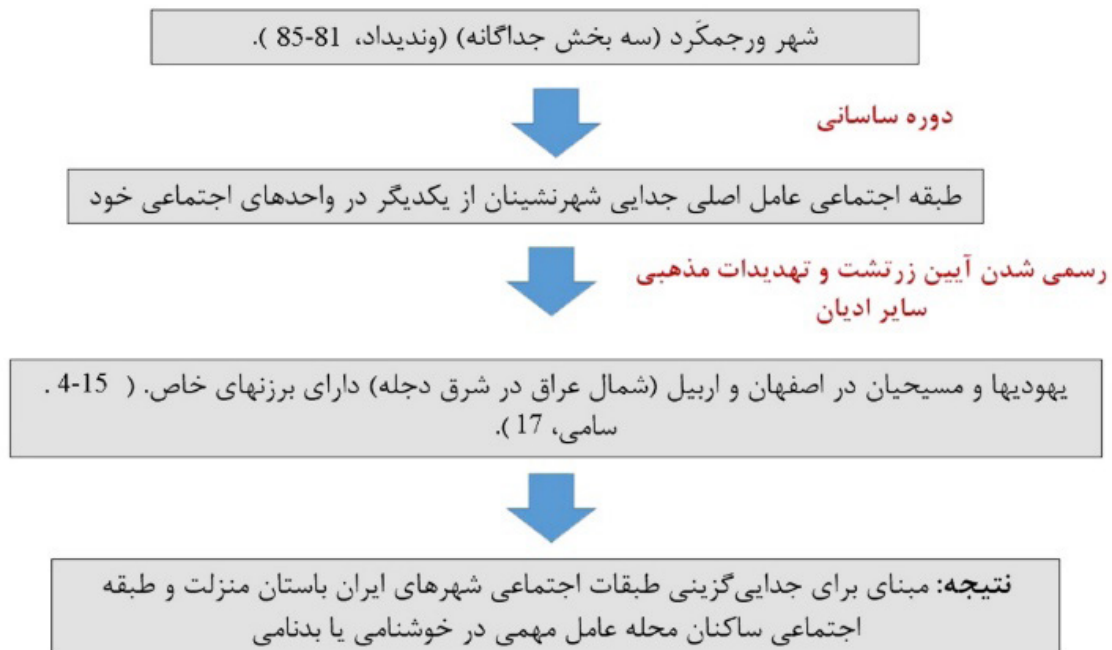 شهر ورجمکَرد (سه بخش جداگانه) (وندیداد، 81-85 ).
دوره ساسانی
طبقه اجتماعی عامل اصلی جدایی شهرنشینان از یکدیگر در واحدهای اجتماعی خود
رسمی شدن آیین زرتشت و تهدیدات مذهبی
سایر ادیان
یهودیها و مسیحیان در اصفهان و اربیل (شمال عراق در شرق دجله) دارای برزنهای خاص. ( 15-4 .
سامی، 17 ).
نتیجه: مبنای برای جدایی‌گزینی طبقات اجتماعی شهرهای ایران باستان منزلت و طبقه
اجتماعی ساکنان محله عامل مهمی در خوشنامی یا بدنامی